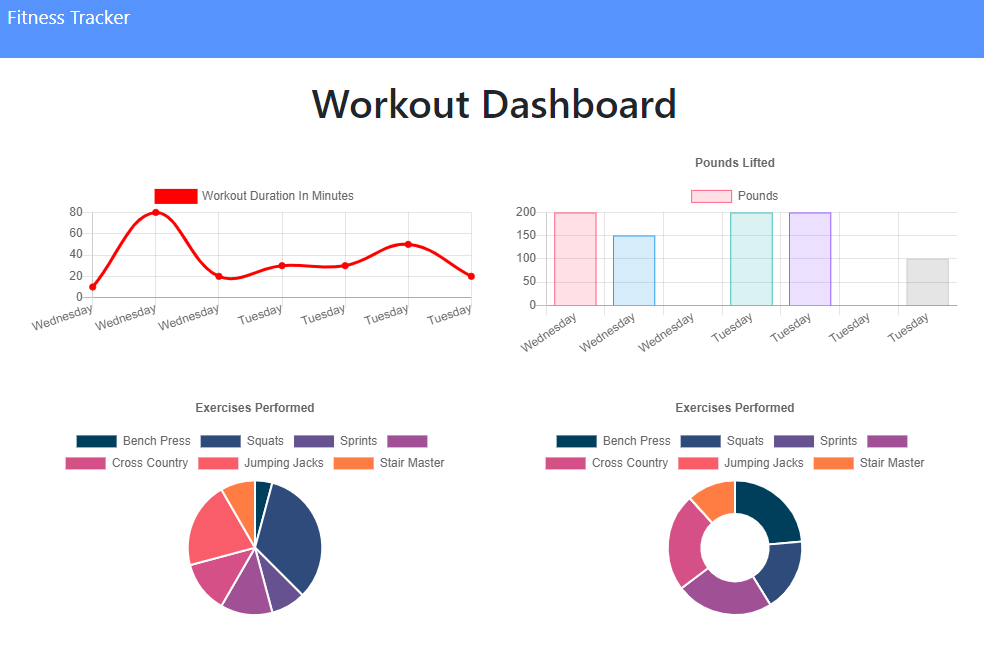 Fitness Tracker
Workout Dashboard
Workout Duration In Minutes
80
60
40
20
0
Wednesday Wednesday Wednesday Tuesday Tuesday Tuesday Tuesday
Pounds Lifted
Pounds
200
150
100
50
0
Wednesday Wednesday Wednesday Tuesday Tuesday Tuesday Tuesday
Exercises Performed
Bench Press Squats Sprints
Cross Country Jumping Jacks Stair Master
Exercises Performed
Bench Press Squats Sprints
Cross Country Jumping Jacks Stair Master